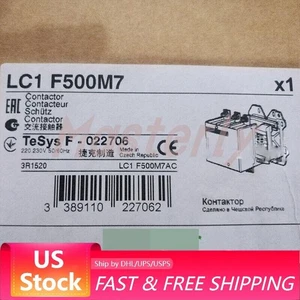 LC1 F500M7
x1
EAC
Contactor
Contacteur
Schütz
Contactor
交流接触器
TeSys F - 022706
220 230V 50/60Hz
捷克制造
Made in
Czech Republic
3R1520
LC1 F500M7AC
3 389110 227062
Контактор
Сделано в Чешской Республике
US
Stock
Ship by DHL/UPS/USPS
FAST & FREE SHIPPING